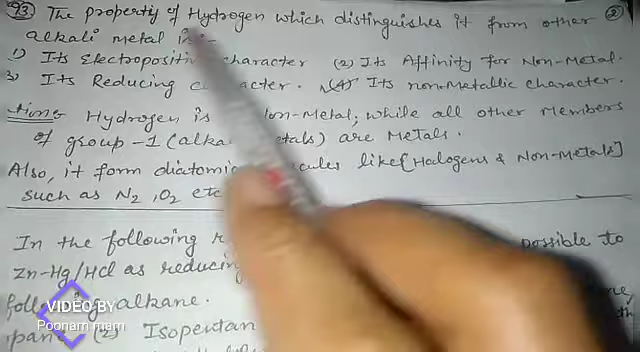 93) The property of Hydrogen which distinguishes it from other
alkali metal is:-
1) Its Electropositiv character (2) Its Affinity for Non-Metal.
3) Its Reducing c acter. (4) Its non-metallic character.
Hydrogen is on-Metal, while all other Members
of group-1 (alka etals) are Metals.
Also, it form diatomic cules like [Halogens & Non-Metals]
such as N2, O2 etc
In the following possible to
Zn-Hg/HCl as reducing
foll alkane.
(2) Isopentan
VIDEO BY
Poonam mam